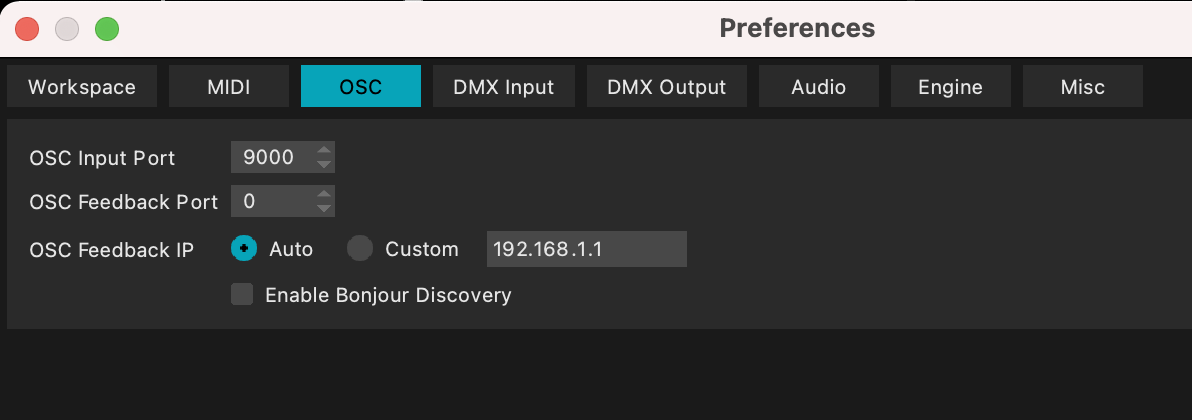 Preferences
Workspace MIDI OSC DMX Input DMX Output Audio Engine Misc
OSC Input Port 9000
OSC Feedback Port 0
OSC Feedback IP Auto Custom 192.168.1.1
Enable Bonjour Discovery